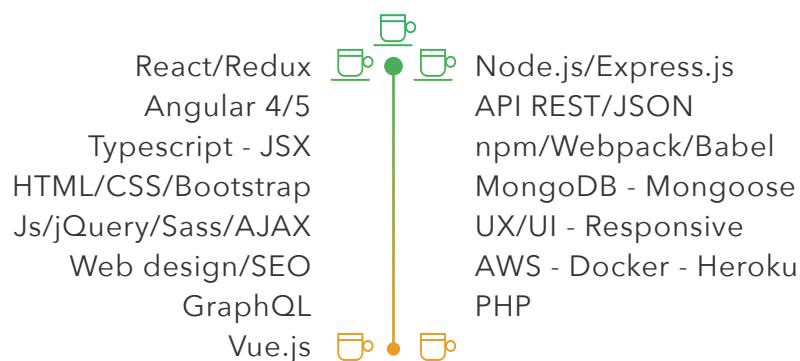 React/Redux
Angular 4/5
Typescript - JSX
HTML/CSS/Bootstrap
Js/jQuery/Sass/AJAX
Web design/SEO
GraphQL
Vue.js
Node.js/Express.js
API REST/JSON
npm/Webpack/Babel
MongoDB - Mongoose
UX/UI - Responsive
AWS - Docker - Heroku
PHP